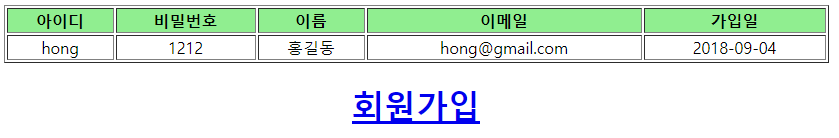 아이디 비밀번호 이름 이메일 가입일
hong 1212 홍길동 hong@gmail.com 2018-09-04
회원가입